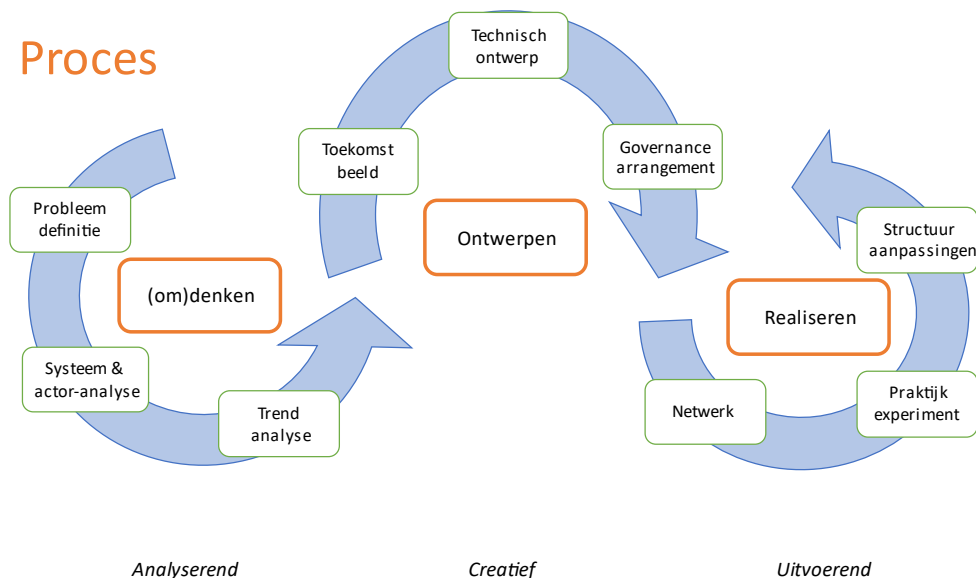 Proces
Probleem
definitie
(om)denken
Systeem &
actor-analyse
Trend
analyse
Toekomst
beeld
Technisch
ontwerp
Governance
arrangement
Ontwerpen
Netwerk
Praktijk
experiment
Structuur
aanpassingen
Realiseren
Analyserend
Creatief
Uitvoerend